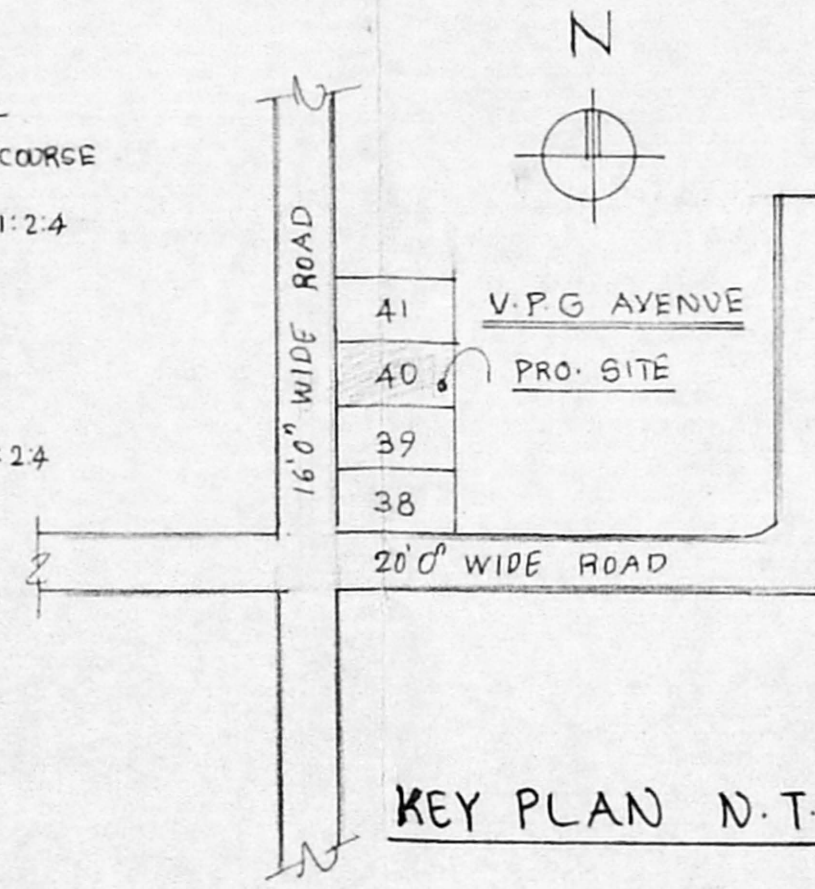 N
COURSE
1:2:4
16'0" WIDE ROAD
41
V.P.G AVENUE
40
PRO. SITE
39
2:4
38
20'0" WIDE ROAD
KEY PLAN N.T.